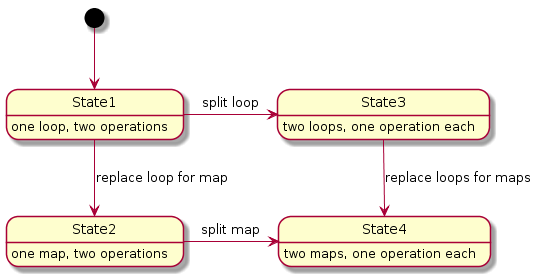 State1
one loop, two operations
split loop
State3
two loops, one operation each
replace loop for map
replace loops for maps
State2
one map, two operations
split map
State4
two maps, one operation each